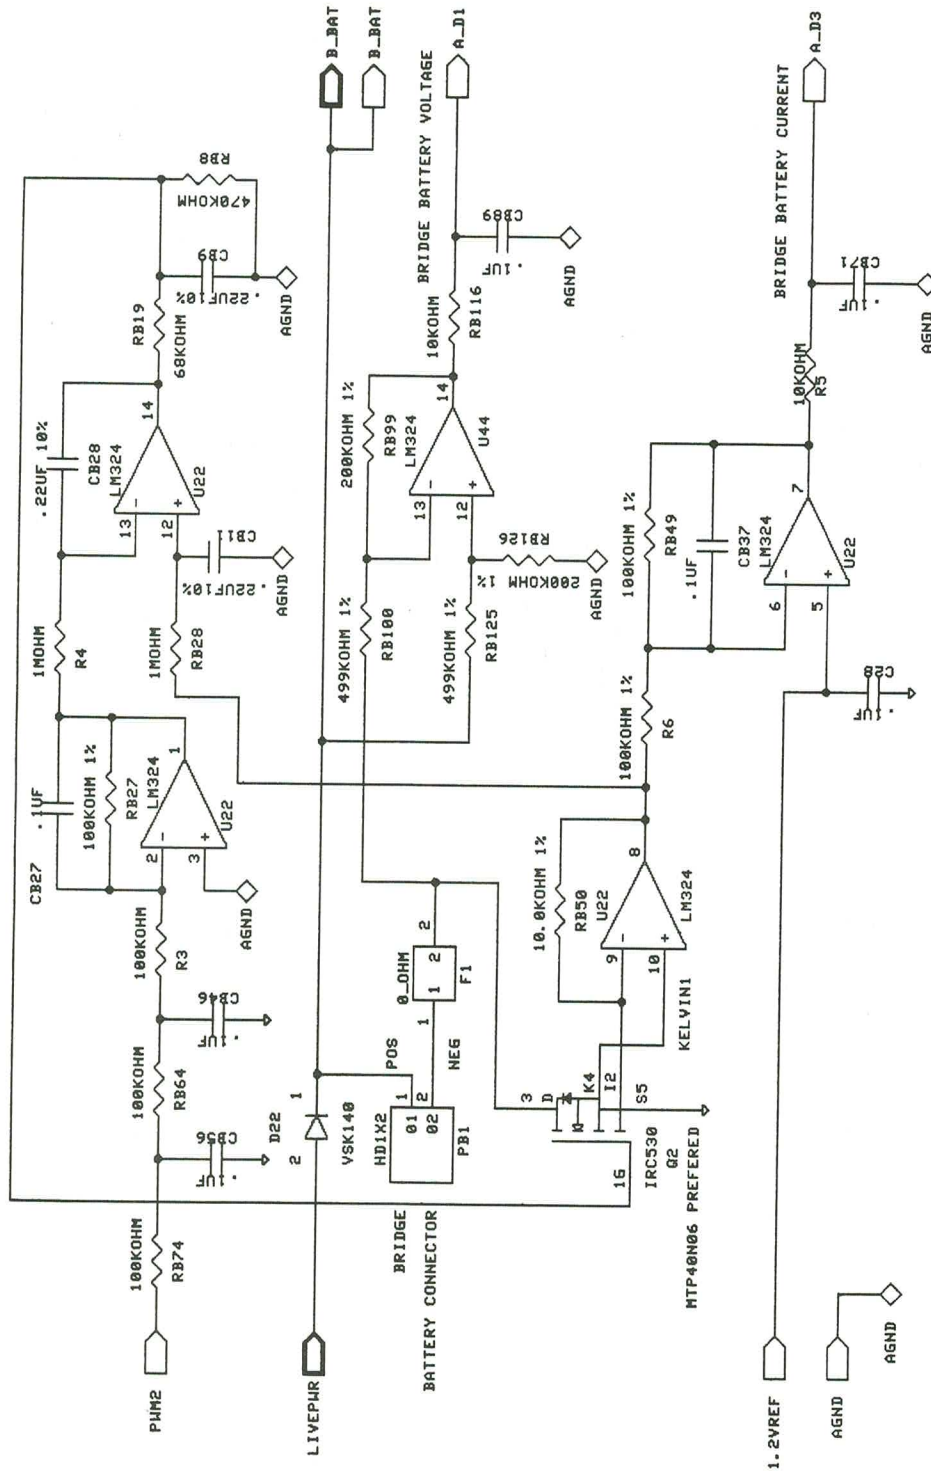 PWM2
100KOHM
RB74
.1UF
CB56
100KOHM
RB64
.1UF
CB46
100KOHM
R3
AGND
CB27
.1UF
100KOHM 1%
RB27
LM324
U22
2
3
1
1MOHM
R4
1MOHM
RB28
.22UF 10%
CB28
LM324
U22
13
12
14
.22UF10%
CB11
AGND
RB19
68KOHM
.22UF10%
CB9
AGND
470KOHM
RB8
LIVEPWR
D22
2
1
VSK140
B_BAT
B_BAT
BRIDGE
BATTERY CONNECTOR
HD1X2
PB1
01
02
1
2
POS
NEG
0_OHM
F1
1
1
2
2
499KOHM 1%
RB100
499KOHM 1%
RB125
200KOHM 1%
RB99
LM324
U44
13
12
14
RB126
200KOHM 1%
AGND
10KOHM
RB116
.1UF
CB89
AGND
BRIDGE BATTERY VOLTAGE
A_D1
3
D
K4
I2
S5
1G
IRC530
Q2
MTP40N06 PREFERED
KELVIN1
10.0KOHM 1%
RB50
U22
LM324
9
10
8
100KOHM 1%
R6
100KOHM 1%
RB49
.1UF
CB37
LM324
U22
6
5
7
10KOHM
R5
.1UF
CB71
AGND
BRIDGE BATTERY CURRENT
A_D3
1.2VREF
.1UF
C28
AGND
AGND